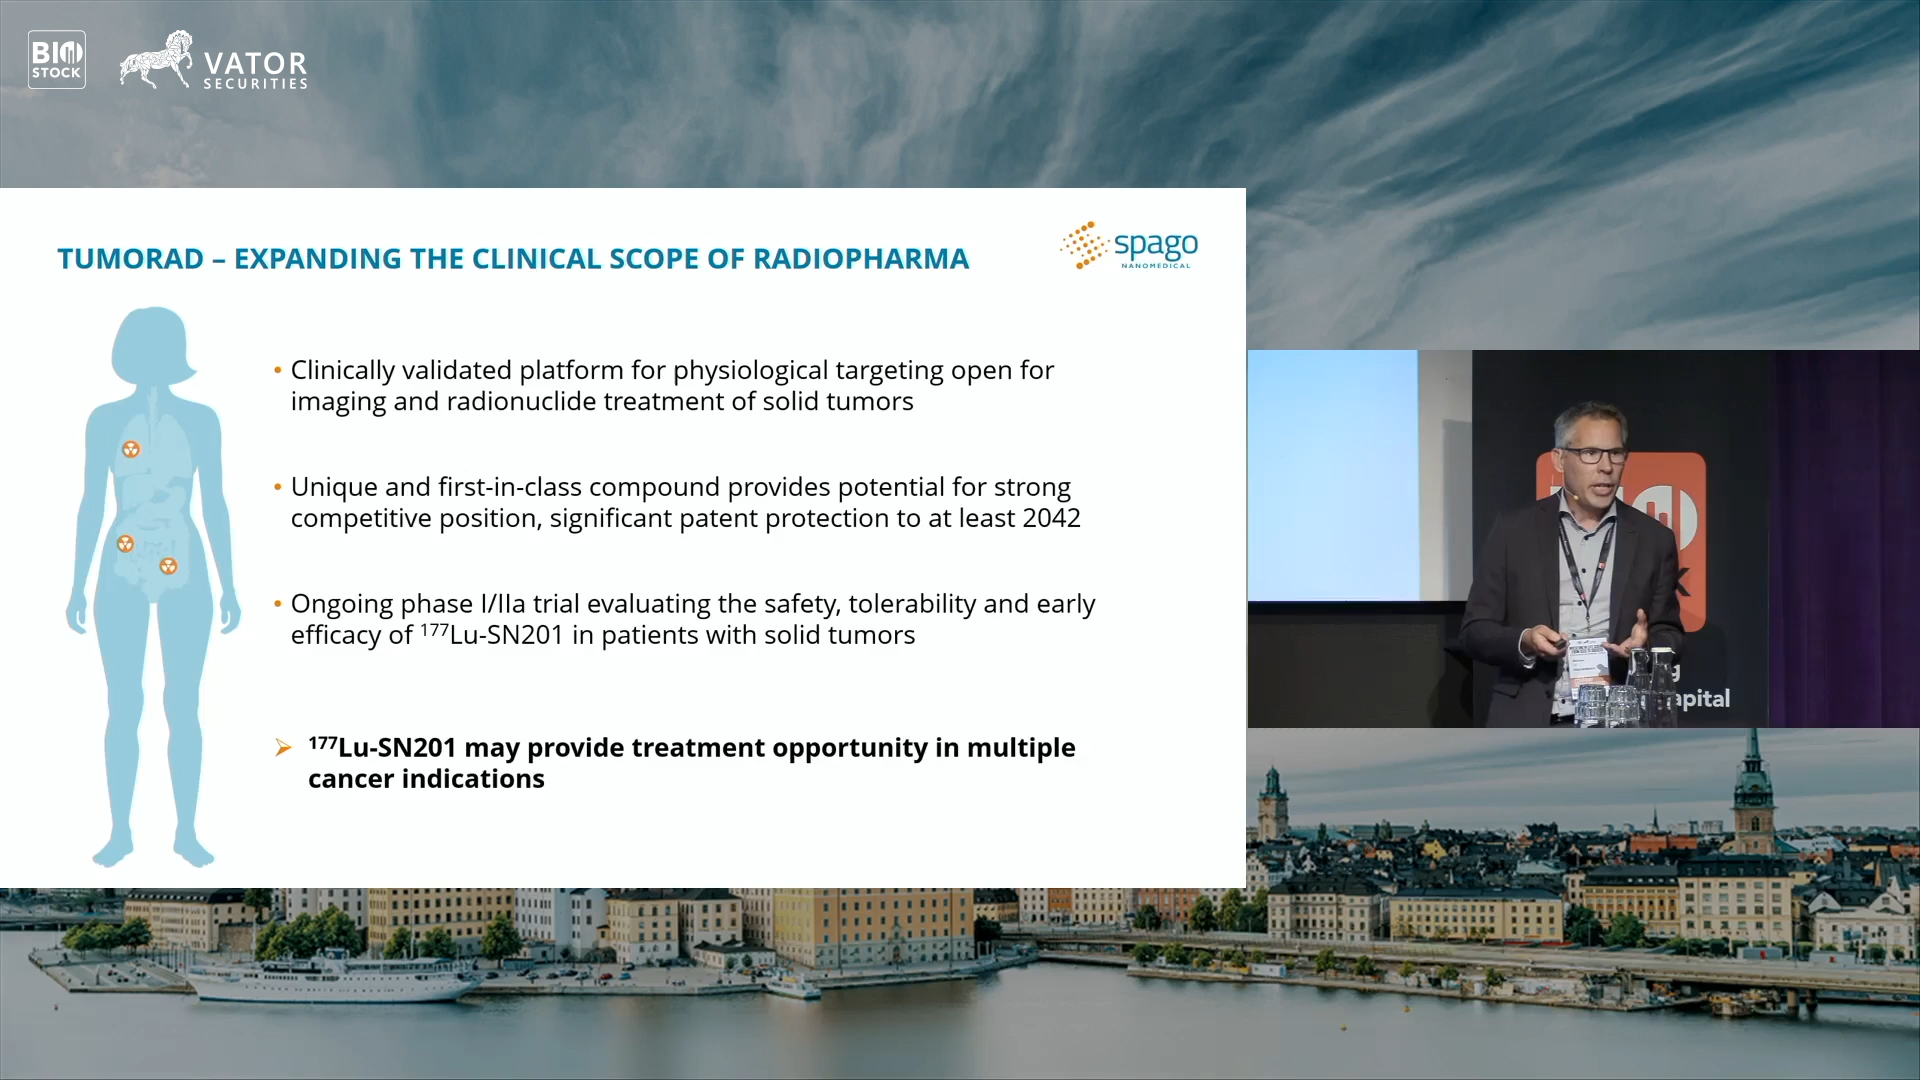 BIO
STOCK
VATOR
SECURITIES
TUMORAD – EXPANDING THE CLINICAL SCOPE OF RADIOPHARMA
spago
NANOMEDICAL
• Clinically validated platform for physiological targeting open for
imaging and radionuclide treatment of solid tumors
• Unique and first-in-class compound provides potential for strong
competitive position, significant patent protection to at least 2042
• Ongoing phase I/IIa trial evaluating the safety, tolerability and early
efficacy of ¹⁷⁷Lu-SN201 in patients with solid tumors
➢ ¹⁷⁷Lu-SN201 may provide treatment opportunity in multiple
cancer indications
K
g
apital